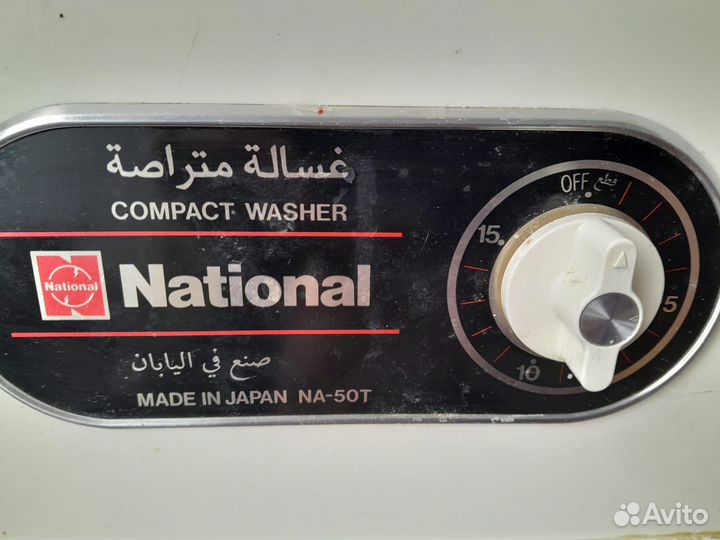 غسالة متراصة
COMPACT WASHER
National
National
صنع في اليابان
MADE IN JAPAN NA-50T
OFF قطع
15
5
10
Avito